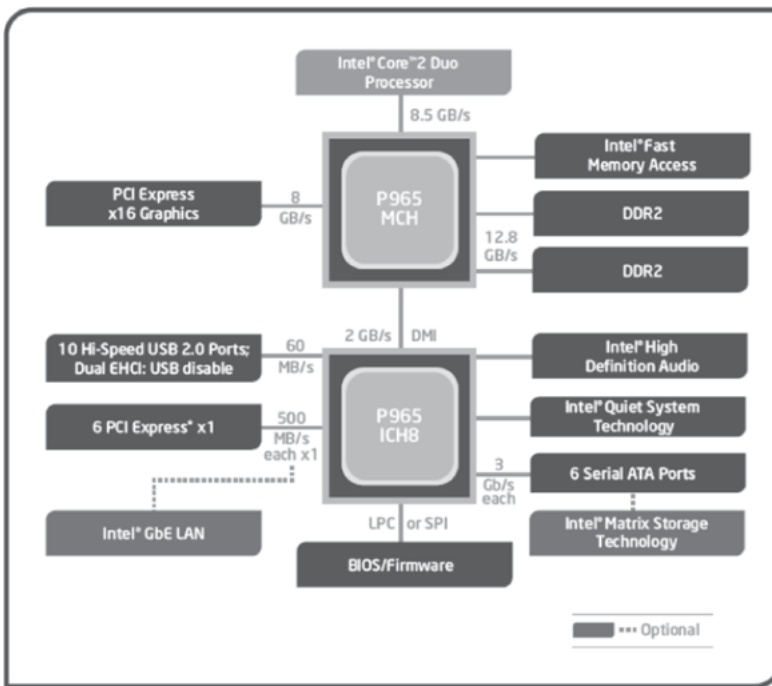 Intel® Core™2 Duo
Processor
8.5 GB/s
P965
MCH
PCI Express
x16 Graphics
8
GB/s
Intel® Fast
Memory Access
DDR2
12.8
GB/s
DDR2
2 GB/s DMI
10 Hi-Speed USB 2.0 Ports;
Dual EHCI: USB disable
60
MB/s
P965
ICH8
Intel® High
Definition Audio
6 PCI Express* x1
500
MB/s
each x1
Intel® Quiet System
Technology
3
Gb/s
each
6 Serial ATA Ports
Intel® GbE LAN
Intel® Matrix Storage
Technology
LPC or SPI
BIOS/Firmware
Optional